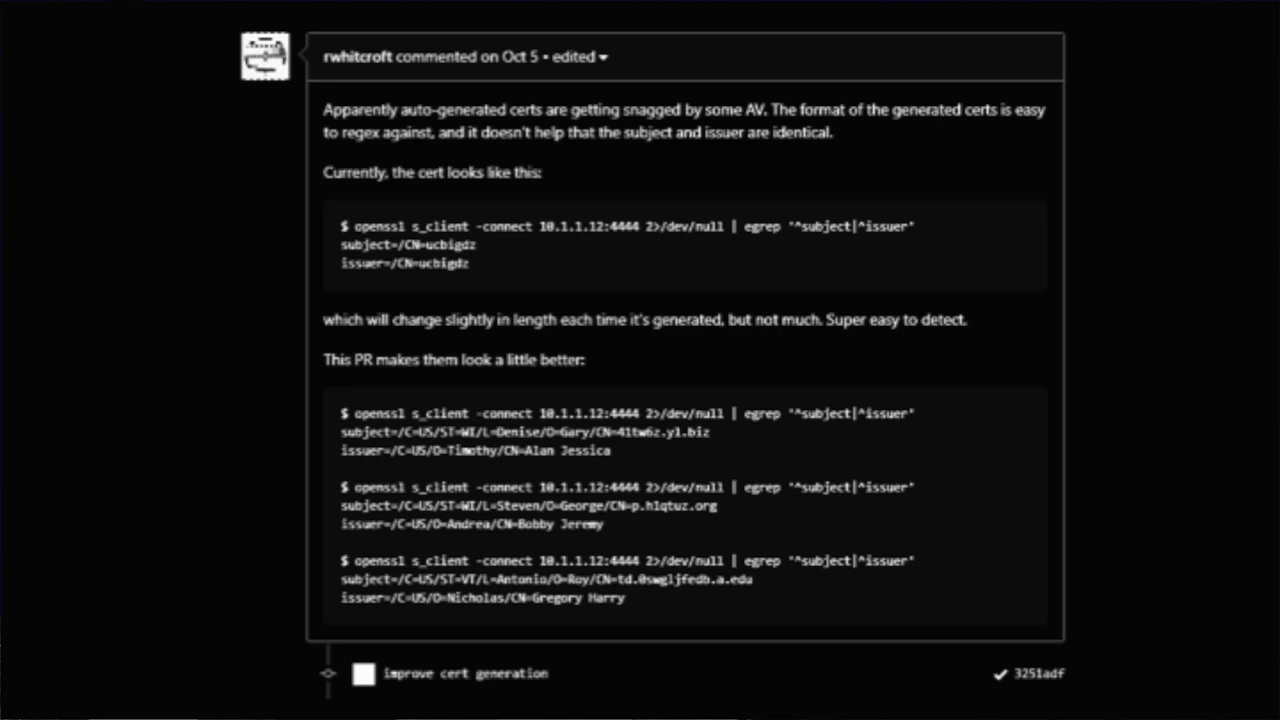 rwhitcroft commented on Oct 5 • edited
Apparently auto-generated certs are getting snagged by some AV. The format of the generated certs is easy
to regex against, and it doesn't help that the subject and issuer are identical.
Currently, the cert looks like this:
$ openssl s_client -connect 10.1.1.12:4444 2>/dev/null | egrep '^subject|^issuer'
subject=/CN=ucbigdz
issuer=/CN=ucbigdz
which will change slightly in length each time it's generated, but not much. Super easy to detect.
This PR makes them look a little better:
$ openssl s_client -connect 10.1.1.12:4444 2>/dev/null | egrep '^subject|^issuer'
subject=/C=US/ST=WI/L=Denise/O=Gary/CN=41tw6z.yl.biz
issuer=/C=US/O=Timothy/CN=Alan Jessica
$ openssl s_client -connect 10.1.1.12:4444 2>/dev/null | egrep '^subject|^issuer'
subject=/C=US/ST=WI/L=Steven/O=George/CN=p.h1qtuz.org
issuer=/C=US/O=Andrea/CN=Bobby Jeremy
$ openssl s_client -connect 10.1.1.12:4444 2>/dev/null | egrep '^subject|^issuer'
subject=/C=US/ST=VT/L=Antonio/O=Roy/CN=td.0swgljfedb.a.edu
issuer=/C=US/O=Nicholas/CN=Gregory Harry
improve cert generation
3251adf